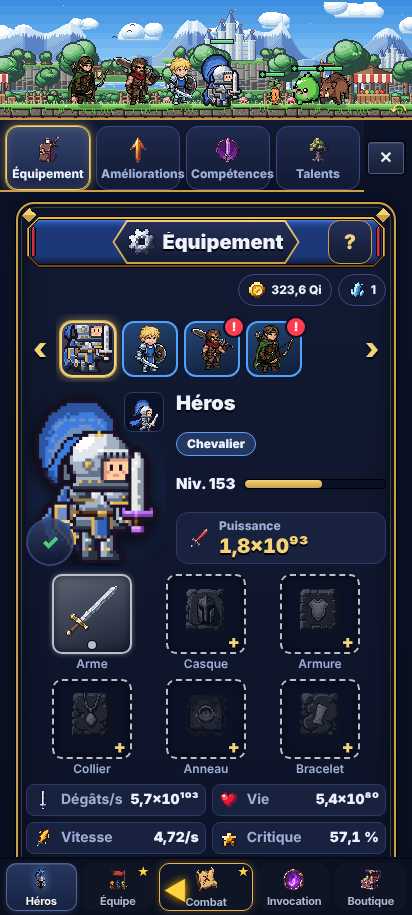 Équipement
Améliorations
Compétences
Talents
×
Équipement
?
323,6 Qi
1
!
!
Héros
Chevalier
Niv. 153
Puissance
1,8×10⁹³
Arme
Casque
Armure
Collier
Anneau
Bracelet
Dégâts/s 5,7×10¹⁰³
Vie 5,4×10⁸⁰
Vitesse 4,72/s
Critique 57,1 %
Héros
Équipe
Combat
Invocation
Boutique